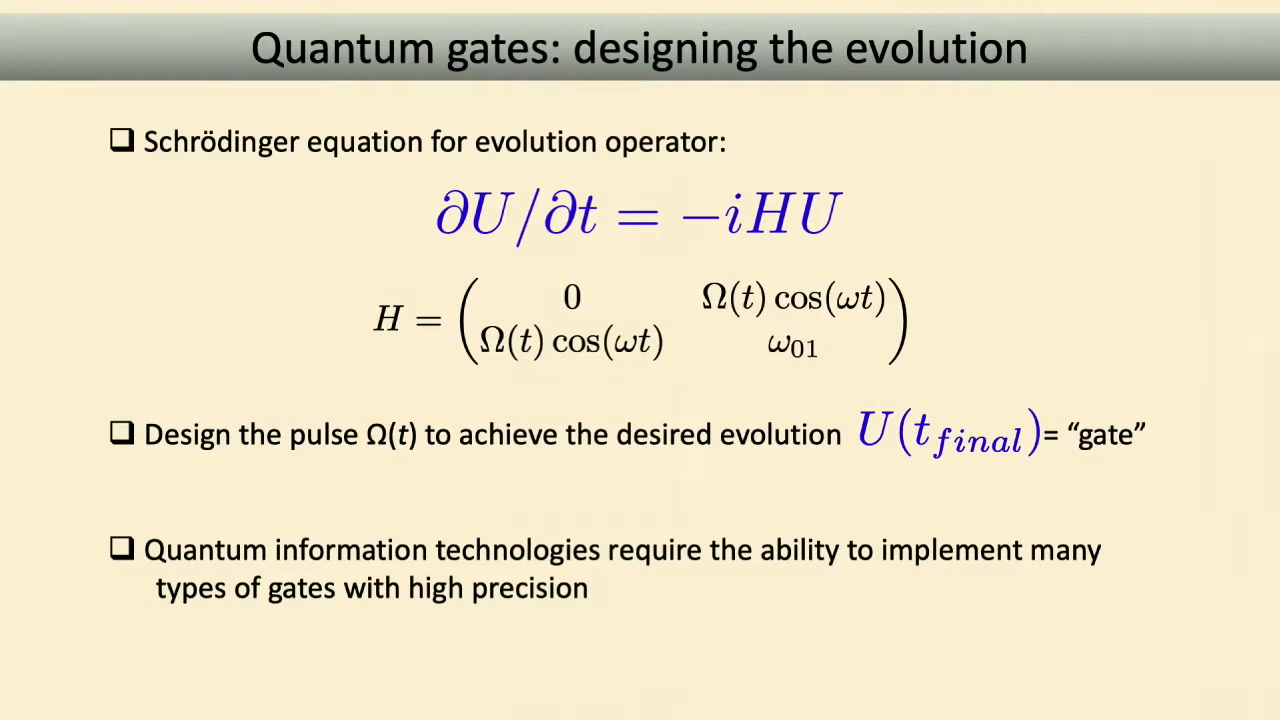 Quantum gates: designing the evolution
❑ Schrödinger equation for evolution operator:
∂U/∂t = −iHU
H = ( 0 Ω(t) cos(ωt)
Ω(t) cos(ωt) ω₀₁ )
❑ Design the pulse Ω(t) to achieve the desired evolution U(t_final) = “gate”
❑ Quantum information technologies require the ability to implement many
types of gates with high precision